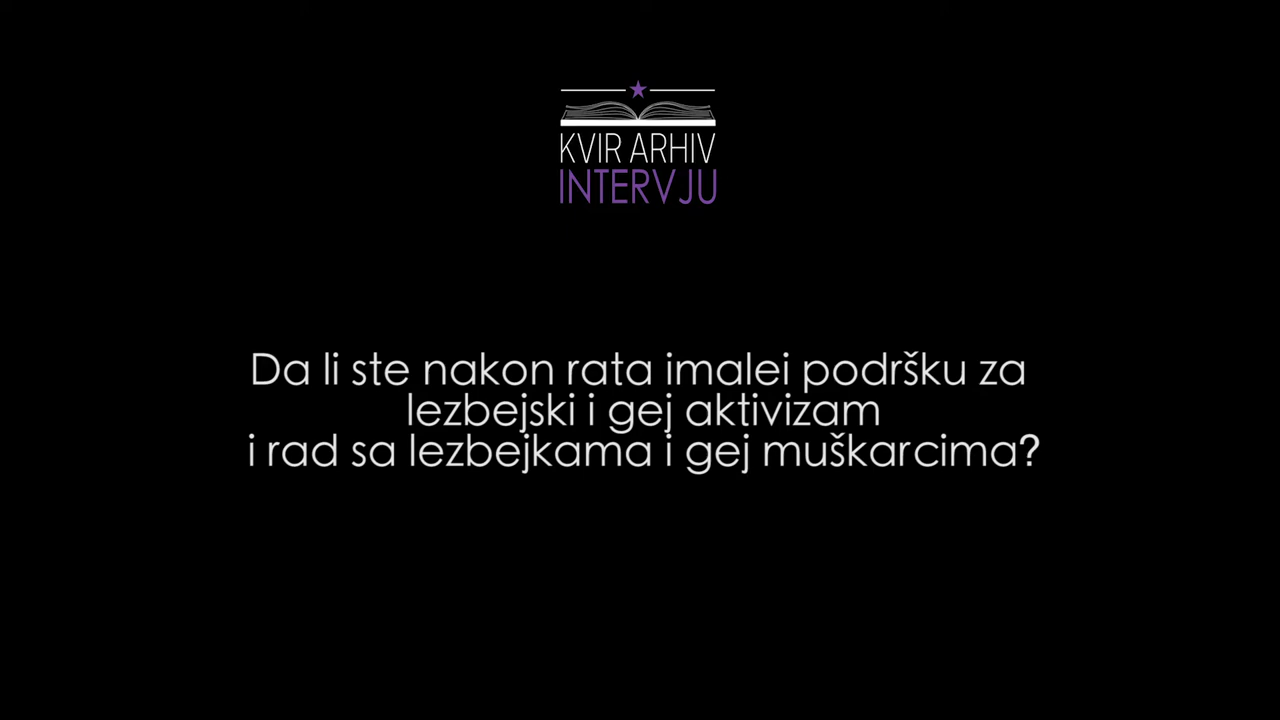 KVIR ARHIV
INTERVJU
Da li ste nakon rata imalei podršku za
lezbejski i gej aktivizam
i rad sa lezbejkama i gej muškarcima?